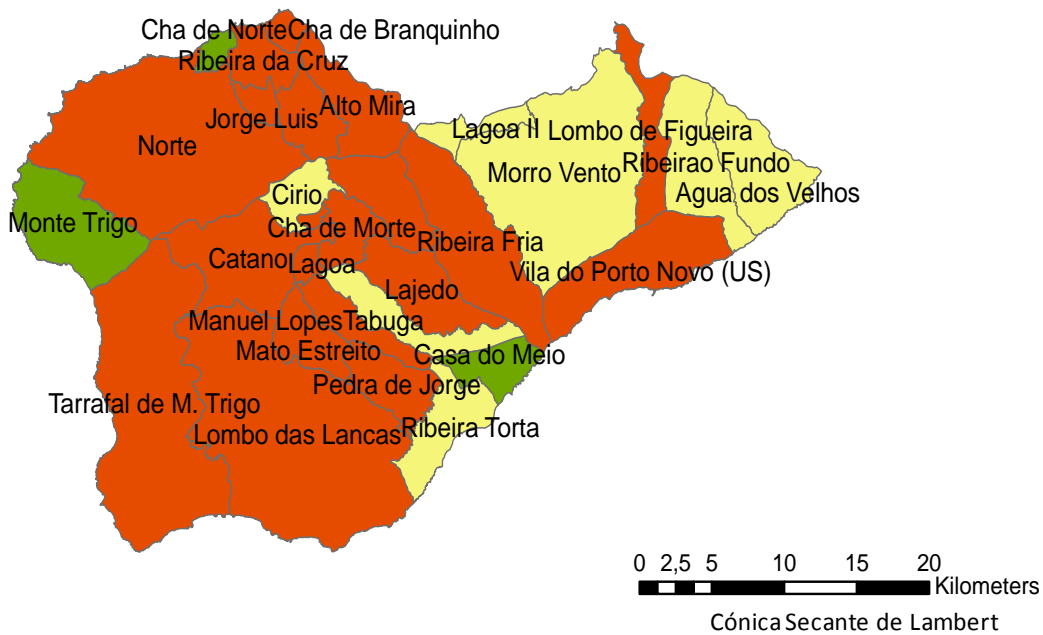 Cha de Norte
Cha de Branquinho
Ribeira da Cruz
Jorge Luis
Alto Mira
Norte
Lagoa II
Lombo de Figueira
Morro Vento
Ribeirao Fundo
Agua dos Velhos
Cirio
Monte Trigo
Cha de Morte
Ribeira Fria
Catano
Lagoa
Lajedo
Vila do Porto Novo (US)
Manuel Lopes
Tabuga
Mato Estreito
Casa do Meio
Pedra de Jorge
Tarrafal de M. Trigo
Lombo das Lancas
Ribeira Torta
0 2,5 5 10 15 20
Kilometers
Cónica Secante de Lambert